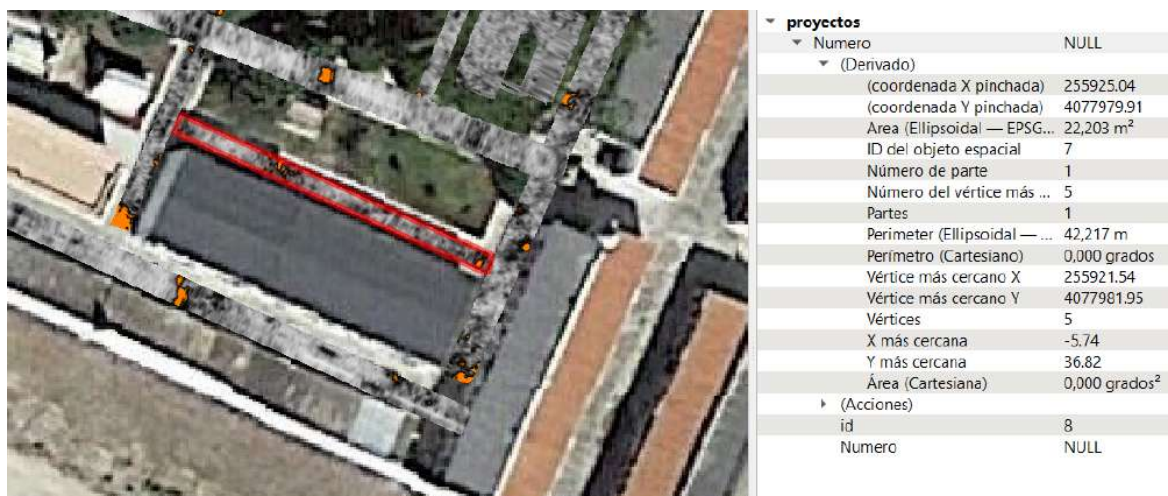 proyectos
Numero NULL
(Derivado)
(coordenada X pinchada) 255925.04
(coordenada Y pinchada) 4077979.91
Area (Ellipsoidal — EPSG... 22,203 m²
ID del objeto espacial 7
Número de parte 1
Número del vértice más ... 5
Partes 1
Perimeter (Ellipsoidal — ... 42,217 m
Perímetro (Cartesiano) 0,000 grados
Vértice más cercano X 255921.54
Vértice más cercano Y 4077981.95
Vértices 5
X más cercana -5.74
Y más cercana 36.82
Área (Cartesiana) 0,000 grados²
(Acciones)
id 8
Numero NULL